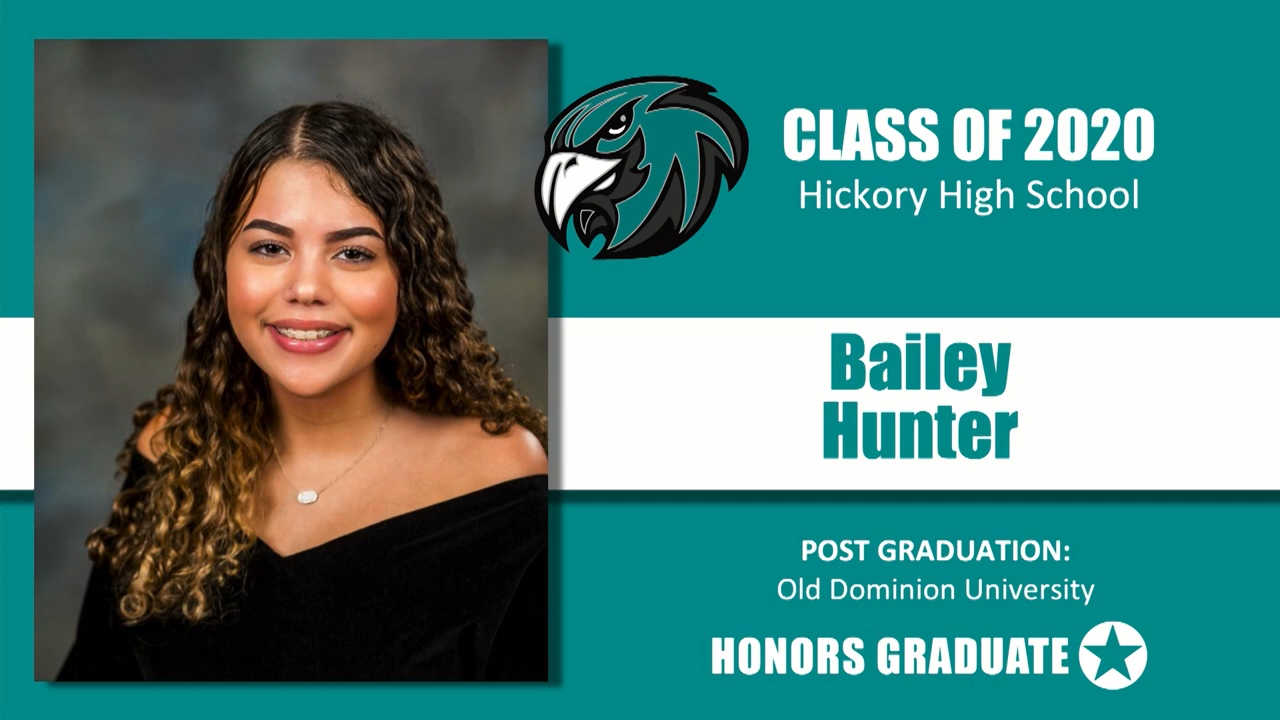 CLASS OF 2020
Hickory High School
Bailey
Hunter
POST GRADUATION:
Old Dominion University
HONORS GRADUATE